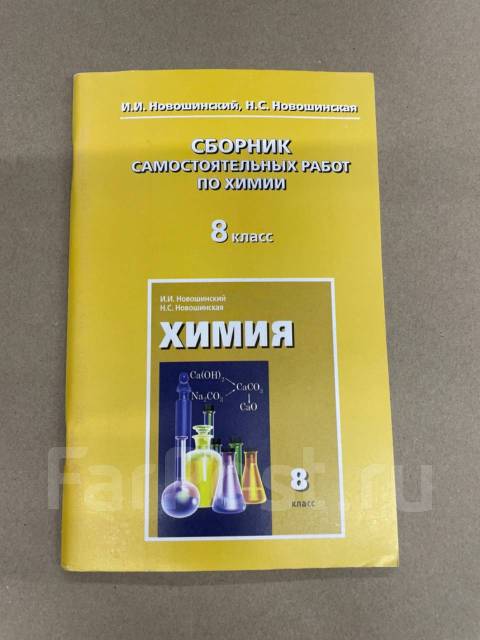 И.И. Новошинский, Н.С. Новошинская
СБОРНИК
САМОСТОЯТЕЛЬНЫХ РАБОТ
ПО ХИМИИ
8 класс
И.И. Новошинский
Н.С. Новошинская
ХИМИЯ
Ca(OH)₂
CaCO₃
Na₂CO₃
CaO
8
класс
FarPost.ru